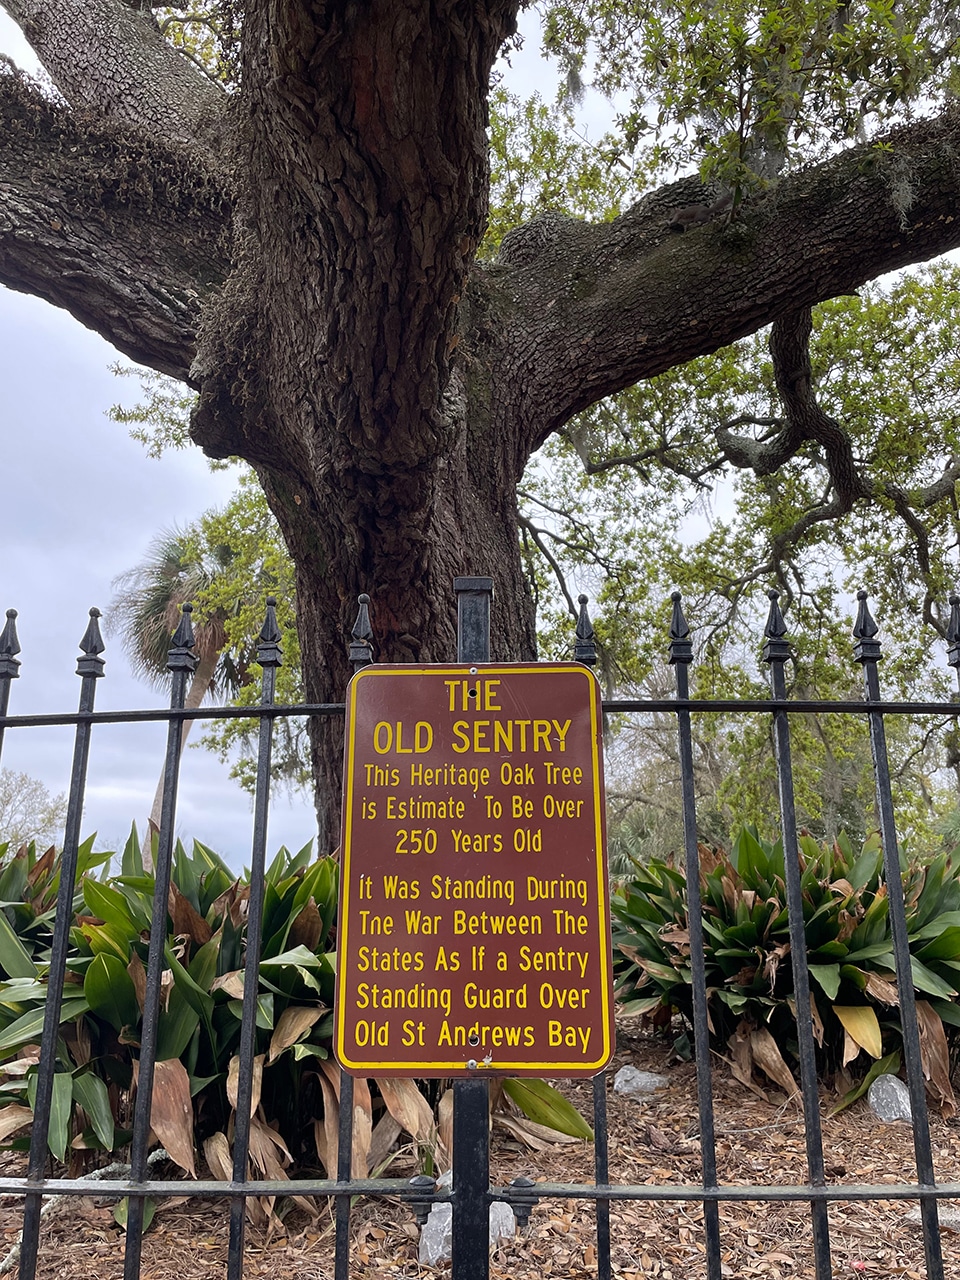 THE
OLD SENTRY
This Heritage Oak Tree
is Estimate To Be Over
250 Years Old
it Was Standing During
Tne War Between The
States As If a Sentry
Standing Guard Over
Old St Andrews Bay